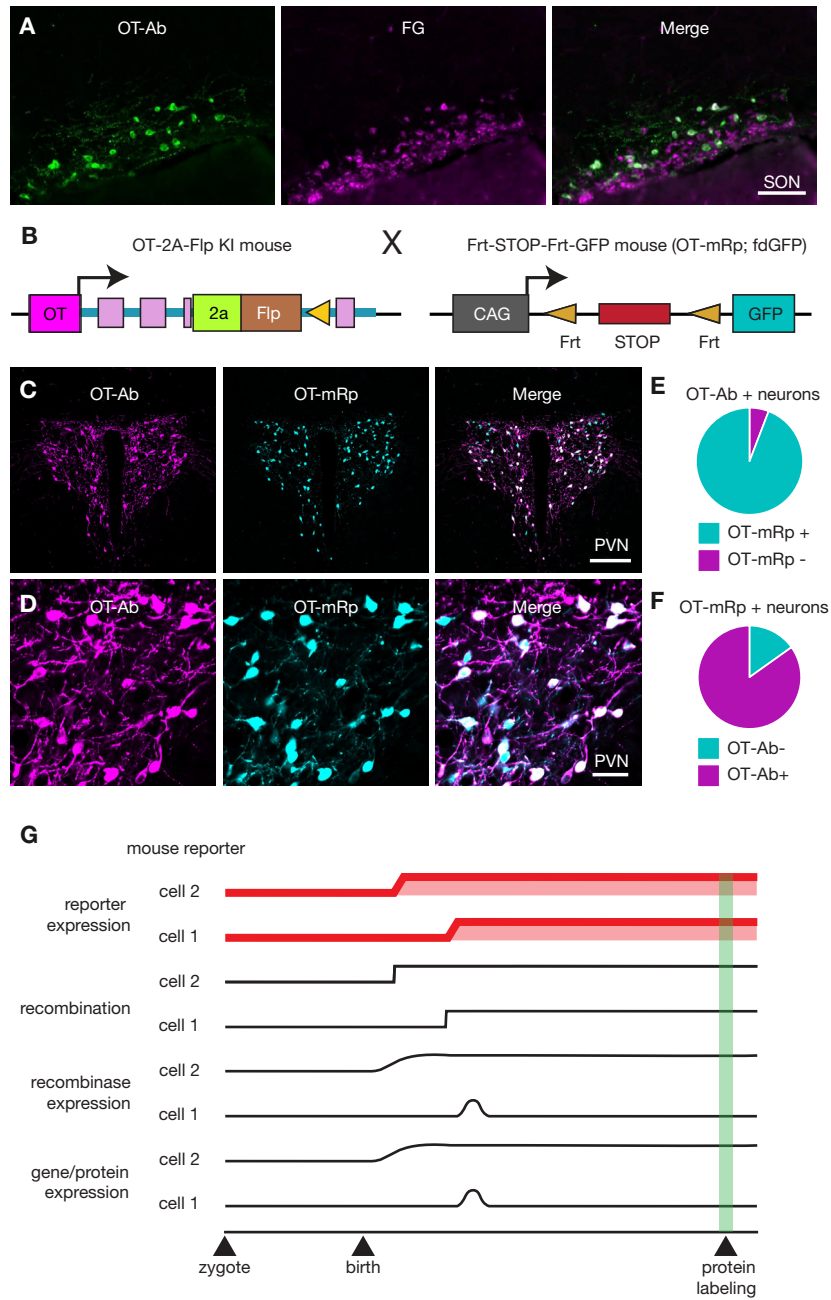 A
OT-Ab
FG
Merge
SON
B
OT-2A-Flp KI mouse
X
Frt-STOP-Frt-GFP mouse (OT-mRp; fdGFP)
OT
2a
Flp
CAG
GFP
Frt
STOP
Frt
C
OT-Ab
OT-mRp
Merge
PVN
E
OT-Ab + neurons
OT-mRp +
OT-mRp -
D
OT-Ab
OT-mRp
Merge
PVN
F
OT-mRp + neurons
OT-Ab-
OT-Ab+
G
mouse reporter
reporter
expression
cell 2
cell 1
recombination
cell 2
cell 1
recombinase
expression
cell 2
cell 1
gene/protein
expression
cell 2
cell 1
zygote
birth
protein
labeling